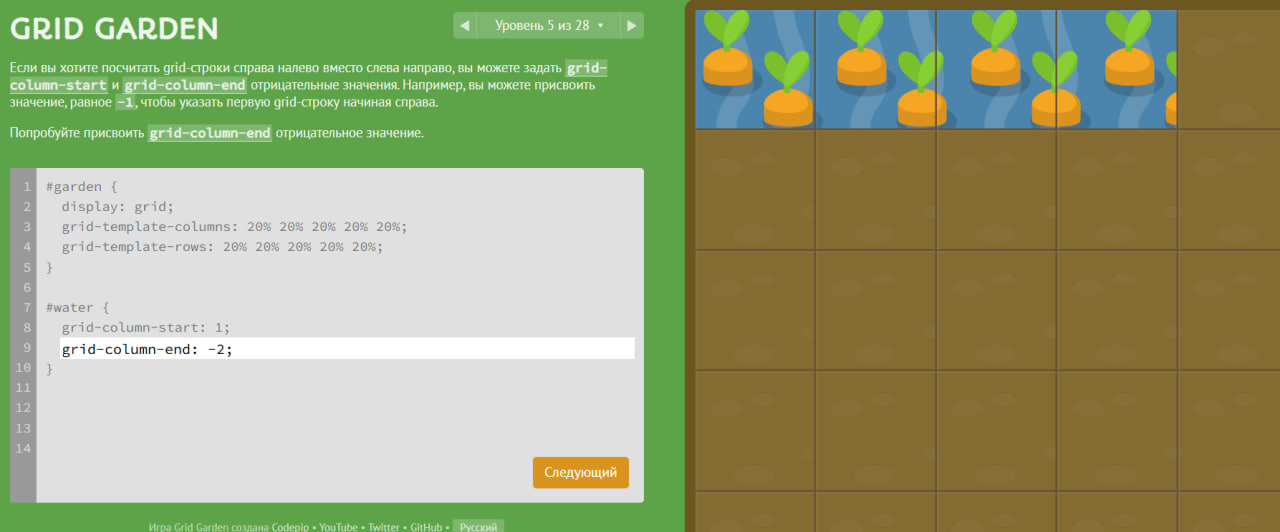 GRID GARDEN
Уровень 5 из 28
Если вы хотите посчитать grid-строки справа налево вместо слева направо, вы можете задать grid-
column-start и grid-column-end отрицательные значения. Например, вы можете присвоить
значение, равное -1, чтобы указать первую grid-строку начиная справа.
Попробуйте присвоить grid-column-end отрицательное значение.
1 #garden {
2 display: grid;
3 grid-template-columns: 20% 20% 20% 20% 20%;
4 grid-template-rows: 20% 20% 20% 20% 20%;
5 }
6
7 #water {
8 grid-column-start: 1;
9 grid-column-end: -2;
10 }
11
12
13
14
Следующий
Игра Grid Garden создана Codepip • YouTube • Twitter • GitHub • Русский